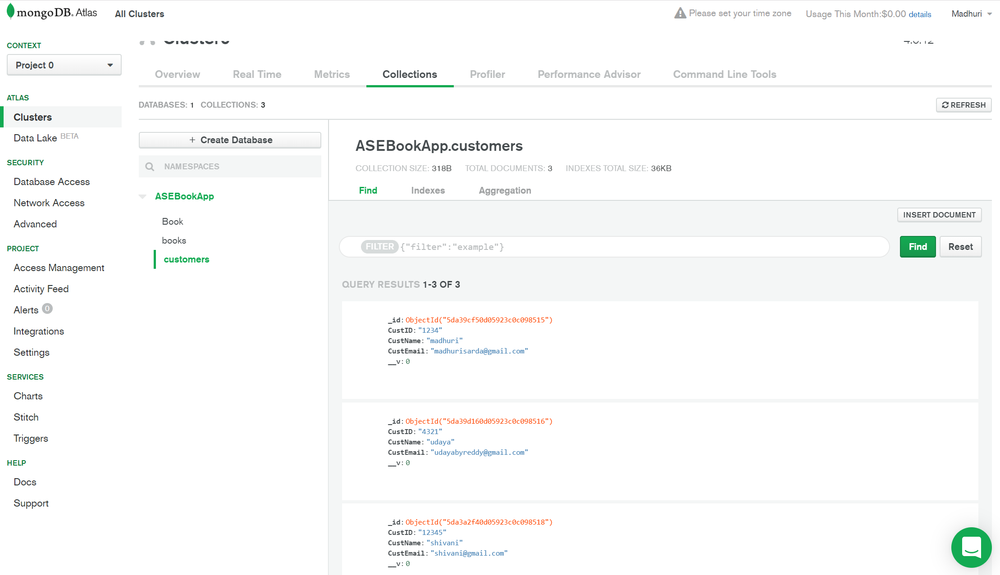 mongoDB. Atlas
All Clusters
Please set your time zone
Usage This Month:$0.00 details
Madhuri
CONTEXT
Project 0
ATLAS
Clusters
Data Lake BETA
SECURITY
Database Access
Network Access
Advanced
PROJECT
Access Management
Activity Feed
Alerts 0
Integrations
Settings
SERVICES
Charts
Stitch
Triggers
HELP
Docs
Support
Overview
Real Time
Metrics
Collections
Profiler
Performance Advisor
Command Line Tools
DATABASES: 1 COLLECTIONS: 3
REFRESH
+ Create Database
NAMESPACES
ASEBookApp
Book
books
customers
ASEBookApp.customers
COLLECTION SIZE: 318B TOTAL DOCUMENTS: 3 INDEXES TOTAL SIZE: 36KB
Find
Indexes
Aggregation
INSERT DOCUMENT
FILTER {"filter":"example"}
Find
Reset
QUERY RESULTS 1-3 OF 3
_id: ObjectId("5da39cf50d05923c0c098515")
CustID: "1234"
CustName: "madhuri"
CustEmail: "madhurisarda@gmail.com"
__v: 0
_id: ObjectId("5da39d160d05923c0c098516")
CustID: "4321"
CustName: "udaya"
CustEmail: "udayabyreddy@gmail.com"
__v: 0
_id: ObjectId("5da3a2f40d05923c0c098518")
CustID: "12345"
CustName: "shivani"
CustEmail: "shivani@gmail.com"
__v: 0